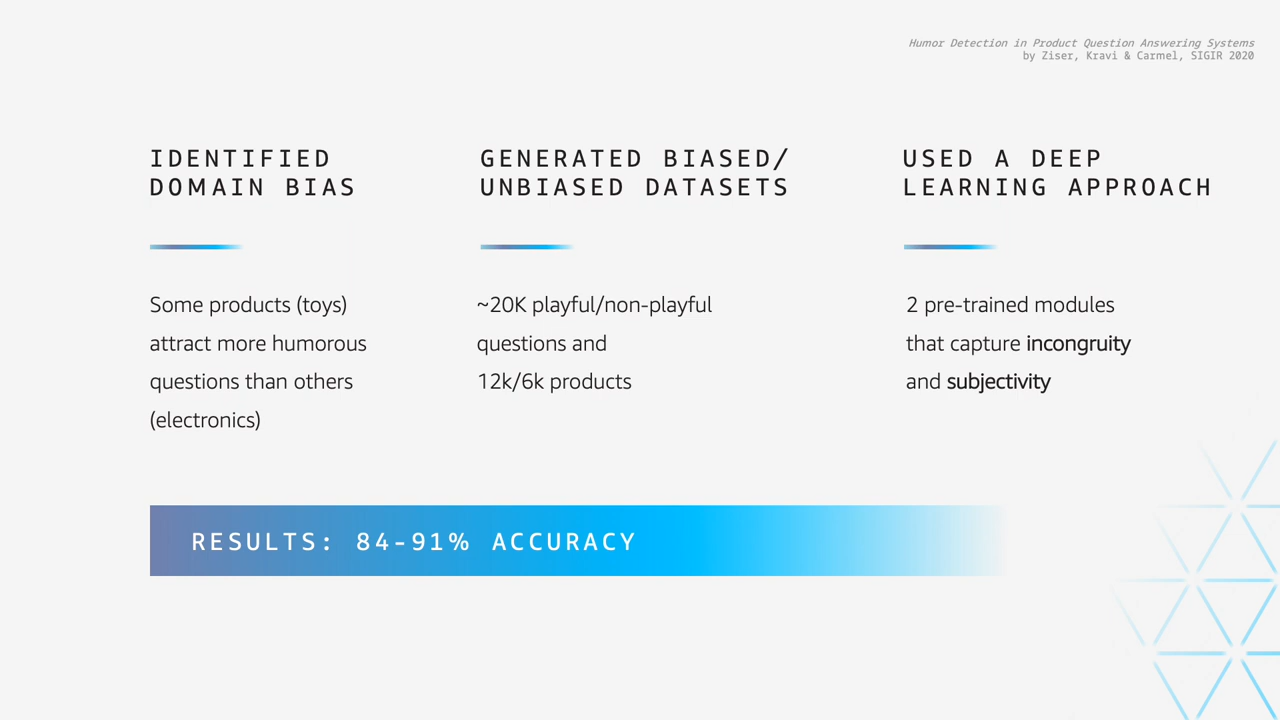 Humor Detection in Product Question Answering Systems
by Ziser, Kravi & Carmel, SIGIR 2020
IDENTIFIED
DOMAIN BIAS
Some products (toys)
attract more humorous
questions than others
(electronics)
GENERATED BIASED/
UNBIASED DATASETS
~20K playful/non-playful
questions and
12k/6k products
USED A DEEP
LEARNING APPROACH
2 pre-trained modules
that capture incongruity
and subjectivity
RESULTS: 84-91% ACCURACY